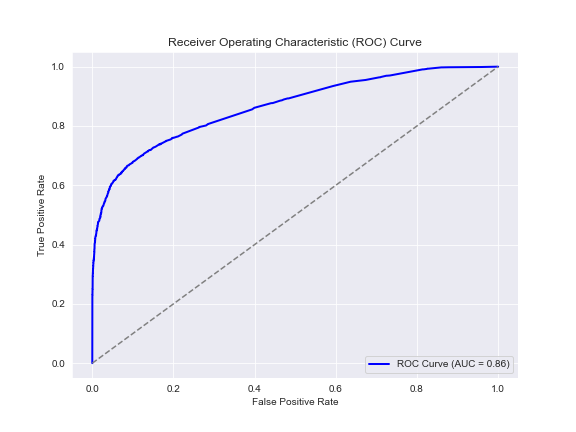 Receiver Operating Characteristic (ROC) Curve
True Positive Rate
1.0
0.8
0.6
0.4
0.2
0.0
ROC Curve (AUC = 0.86)
0.0 0.2 0.4 0.6 0.8 1.0
False Positive Rate